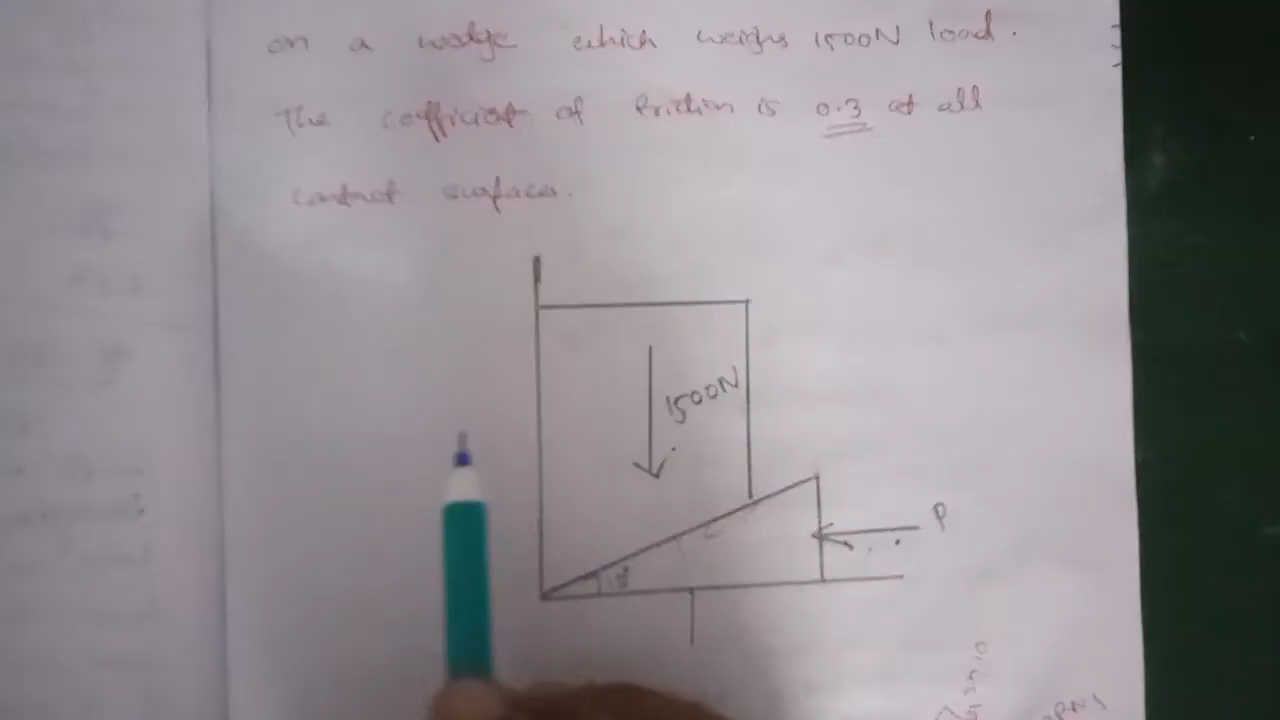 on a wedge which weighs 1500N load.
The coefficient of friction is 0.3 at all
contact surfaces.
1500N
P